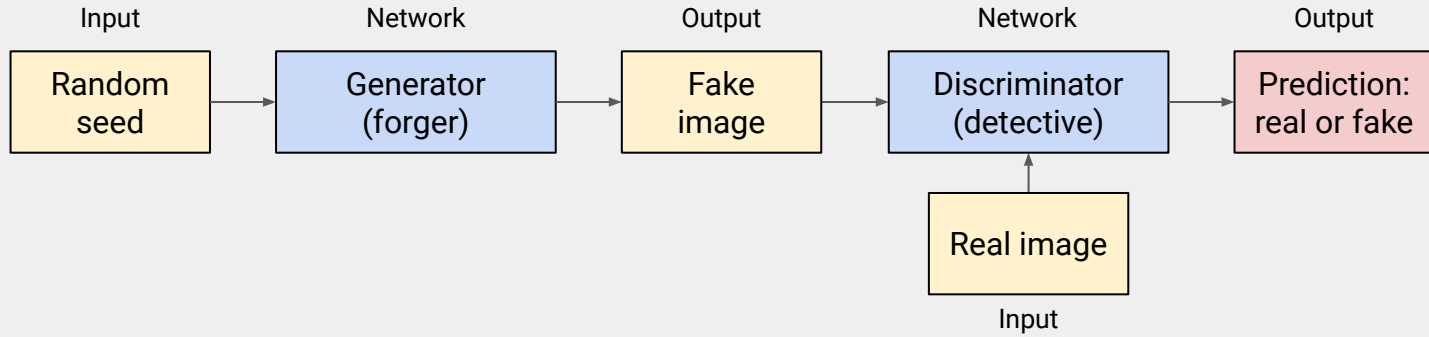 Input
Network
Output
Network
Output
Random
seed
Generator
(forger)
Fake
image
Discriminator
(detective)
Prediction:
real or fake
Real image
Input